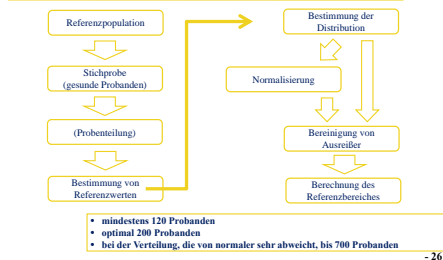 Referenzpopulation
Stichprobe
(gesunde Probanden)
(Probenteilung)
Bestimmung von
Referenzwerten
Bestimmung der
Distribution
Normalisierung
Bereinigung von
Ausreißer
Berechnung des
Referenzbereiches
• mindestens 120 Probanden
• optimal 200 Probanden
• bei der Verteilung, die von normaler sehr abweicht, bis 700 Probanden
- 26